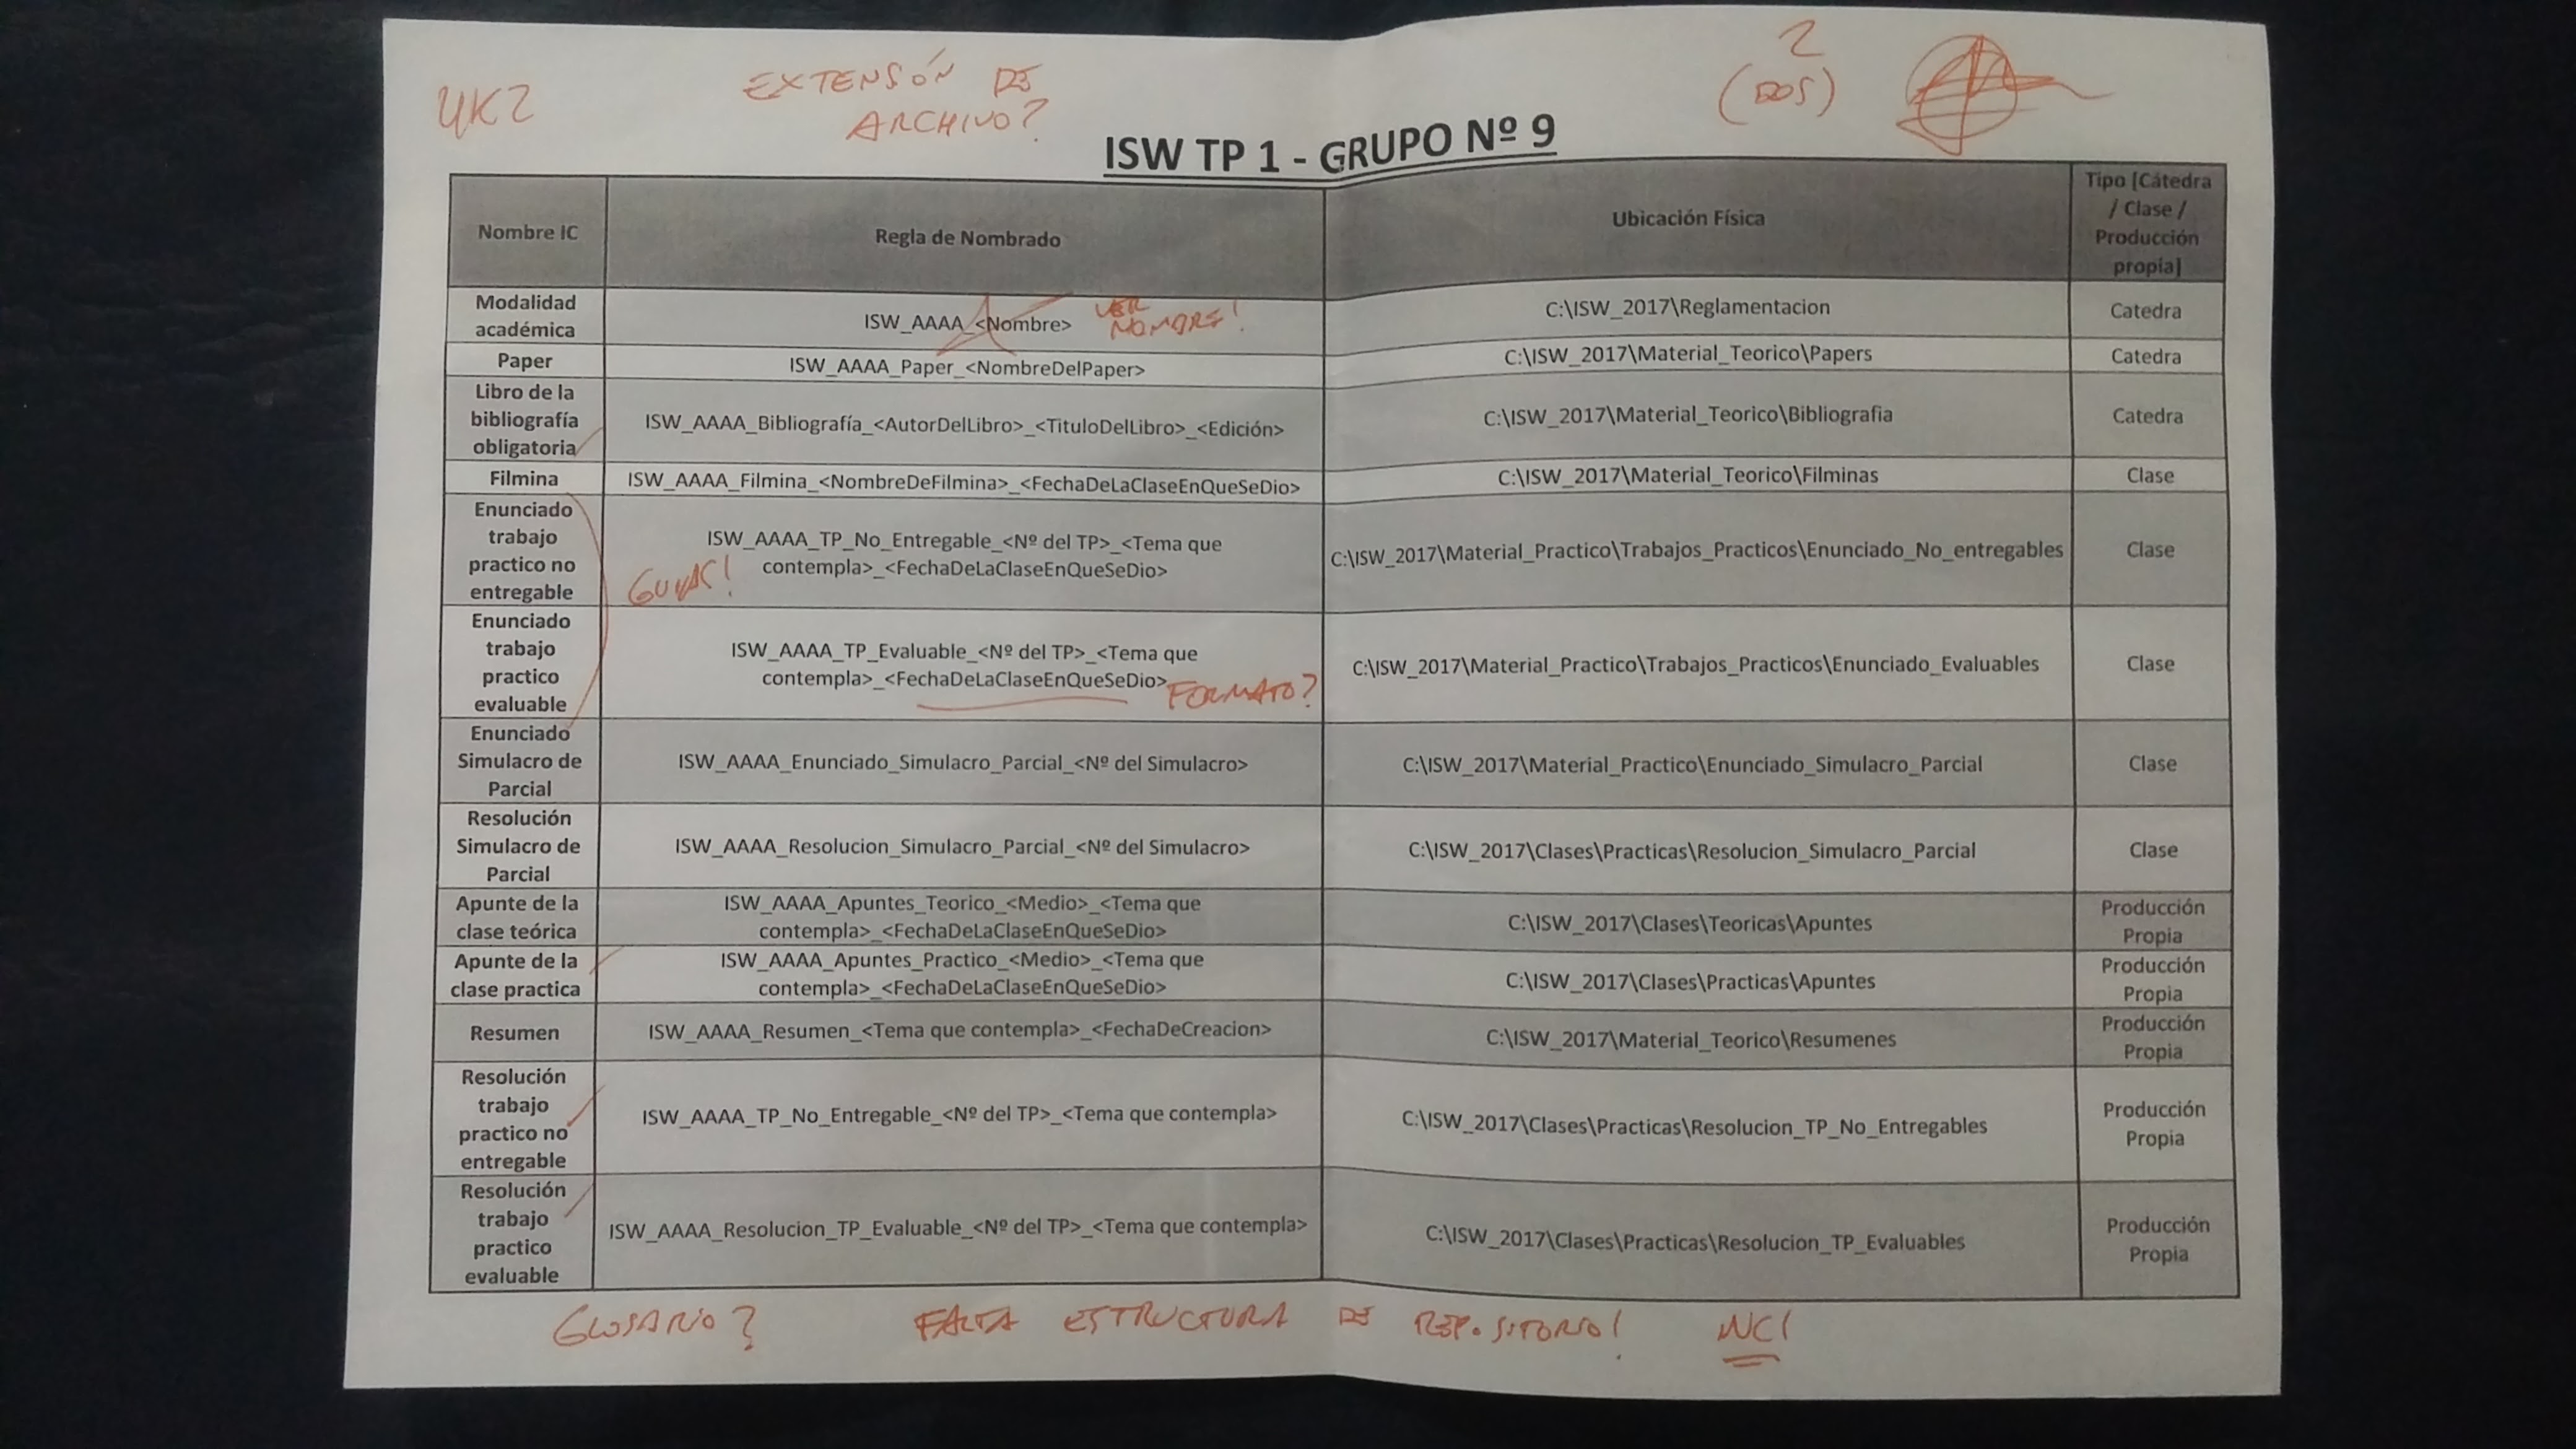 4K2
EXTENSÓN DE
ARCHIVO?
2
(DOS)
ISW TP 1 - GRUPO Nº 9
Nombre IC
Regla de Nombrado
Ubicación Física
Tipo [Cátedra
/ Clase /
Producción
propia]
Modalidad
académica
ISW_AAAA_<Nombre>
VER
NOMBRE!
C:\ISW_2017\Reglamentacion
Catedra
Paper
ISW_AAAA_Paper_<NombreDelPaper>
C:\ISW_2017\Material_Teorico\Papers
Catedra
Libro de la
bibliografía
obligatoria
ISW_AAAA_Bibliografía_<AutorDelLibro>_<TituloDelLibro>_<Edición>
C:\ISW_2017\Material_Teorico\Bibliografia
Catedra
Filmina
ISW_AAAA_Filmina_<NombreDeFilmina>_<FechaDeLaClaseEnQueSeDio>
C:\ISW_2017\Material_Teorico\Filminas
Clase
Enunciado
trabajo
practico no
entregable
ISW_AAAA_TP_No_Entregable_<Nº del TP>_<Tema que
contempla>_<FechaDeLaClaseEnQueSeDio>
C:\ISW_2017\Material_Practico\Trabajos_Practicos\Enunciado_No_entregables
Clase
Enunciado
trabajo
practico
evaluable
ISW_AAAA_TP_Evaluable_<Nº del TP>_<Tema que
contempla>_<FechaDeLaClaseEnQueSeDio>
FORMATO?
C:\ISW_2017\Material_Practico\Trabajos_Practicos\Enunciado_Evaluables
Clase
Enunciado
Simulacro de
Parcial
ISW_AAAA_Enunciado_Simulacro_Parcial_<Nº del Simulacro>
C:\ISW_2017\Material_Practico\Enunciado_Simulacro_Parcial
Clase
Resolución
Simulacro de
Parcial
ISW_AAAA_Resolucion_Simulacro_Parcial_<Nº del Simulacro>
C:\ISW_2017\Clases\Practicas\Resolucion_Simulacro_Parcial
Clase
Apunte de la
clase teórica
ISW_AAAA_Apuntes_Teorico_<Medio>_<Tema que
contempla>_<FechaDeLaClaseEnQueSeDio>
C:\ISW_2017\Clases\Teoricas\Apuntes
Producción
Propia
Apunte de la
clase practica
ISW_AAAA_Apuntes_Practico_<Medio>_<Tema que
contempla>_<FechaDeLaClaseEnQueSeDio>
C:\ISW_2017\Clases\Practicas\Apuntes
Producción
Propia
Resumen
ISW_AAAA_Resumen_<Tema que contempla>_<FechaDeCreacion>
C:\ISW_2017\Material_Teorico\Resumenes
Producción
Propia
Resolución
trabajo
practico no
entregable
ISW_AAAA_TP_No_Entregable_<Nº del TP>_<Tema que contempla>
C:\ISW_2017\Clases\Practicas\Resolucion_TP_No_Entregables
Producción
Propia
Resolución
trabajo
practico
evaluable
ISW_AAAA_Resolucion_TP_Evaluable_<Nº del TP>_<Tema que contempla>
C:\ISW_2017\Clases\Practicas\Resolucion_TP_Evaluables
Producción
Propia
GLOSARIO?
FALTA ESTRUCTURA DE REPOSITORIO!